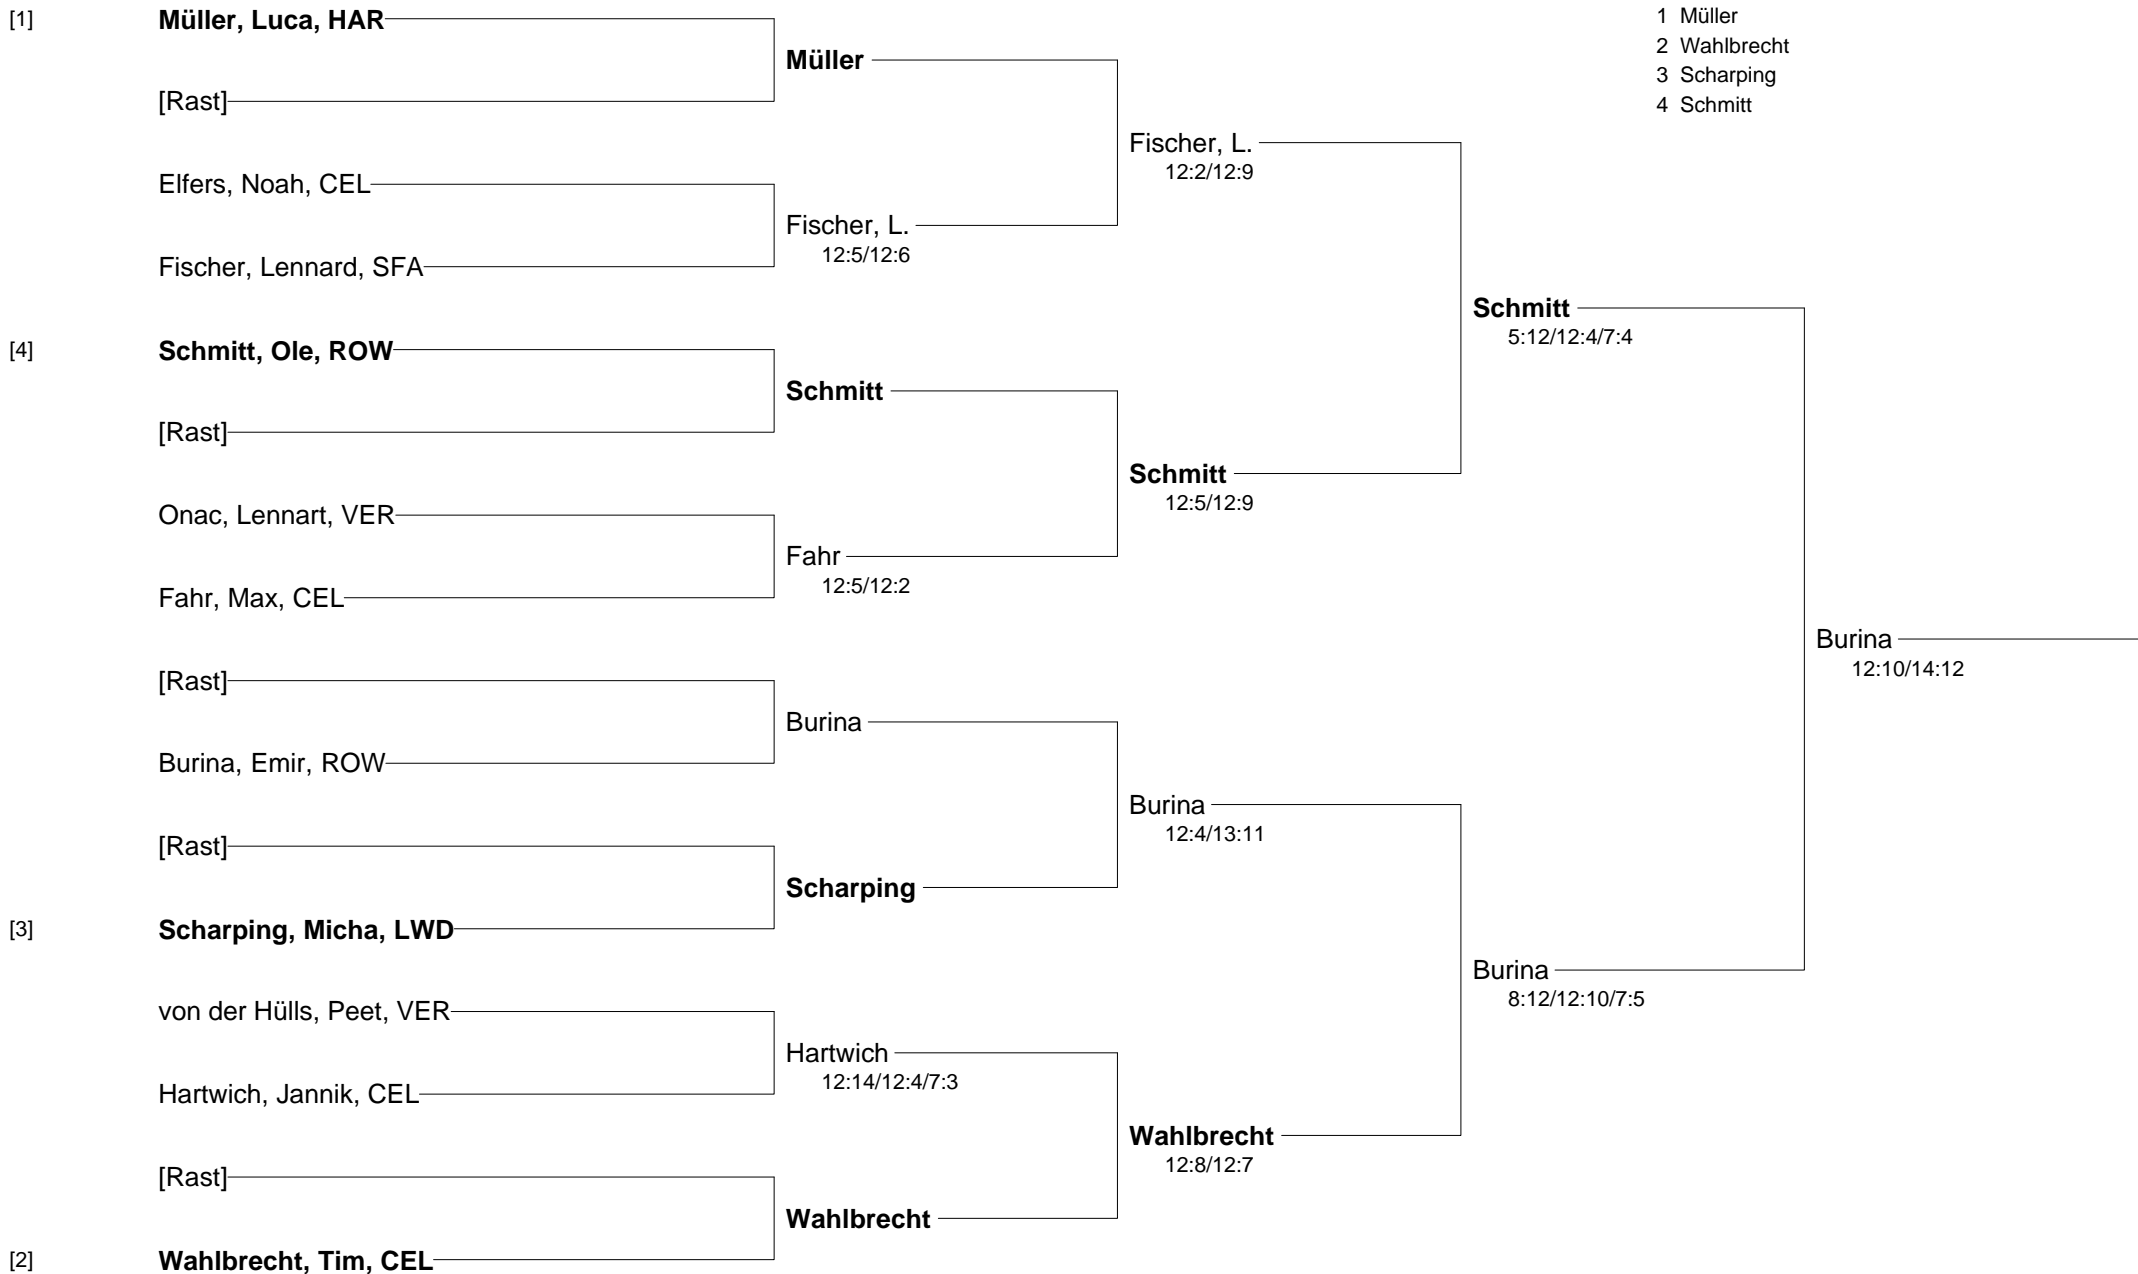 [1] Müller, Luca, HAR
[Rast]
Elfers, Noah, CEL
Fischer, Lennard, SFA
[4] Schmitt, Ole, ROW
[Rast]
Onac, Lennart, VER
Fahr, Max, CEL
[Rast]
Burina, Emir, ROW
[Rast]
[3] Scharping, Micha, LWD
von der Hülls, Peet, VER
Hartwich, Jannik, CEL
[Rast]
[2] Wahlbrecht, Tim, CEL
Müller
Fischer, L.
12:5/12:6
Schmitt
Fahr
12:5/12:2
Burina
Scharping
Hartwich
12:14/12:4/7:3
Wahlbrecht
Fischer, L.
12:2/12:9
Schmitt
12:5/12:9
Burina
12:4/13:11
Wahlbrecht
12:8/12:7
Schmitt
5:12/12:4/7:4
Burina
8:12/12:10/7:5
Burina
12:10/14:12
1 Müller
2 Wahlbrecht
3 Scharping
4 Schmitt